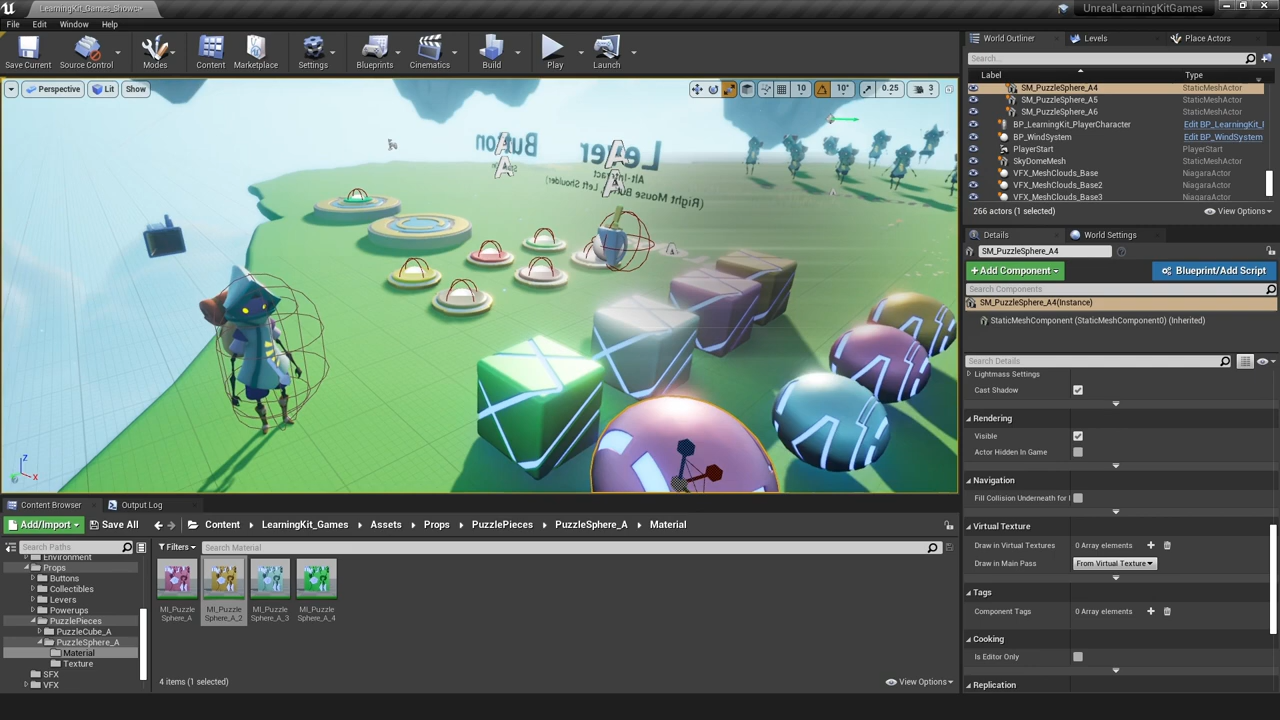 LearningKit_Games_Showc•
UnrealLearningKitGames
File Edit Window Help
Save Current Source Control Modes Content Marketplace Settings Blueprints Cinematics Build Play Launch
World Outliner Levels Place Actors
Search...
Label Type
Perspective Lit Show 10 10° 0.25 3
SM_PuzzleSphere_A4 StaticMeshActor
SM_PuzzleSphere_A5 StaticMeshActor
SM_PuzzleSphere_A6 StaticMeshActor
BP_LearningKit_PlayerCharacter Edit BP_LearningKit_
BP_WindSystem Edit BP_WindSystem
PlayerStart PlayerStart
SkyDomeMesh StaticMeshActor
VFX_MeshClouds_Base NiagaraActor
VFX_MeshClouds_Base2 NiagaraActor
VFX_MeshClouds_Base3 NiagaraActor
266 actors (1 selected) View Options
Button
Lever
Alt-Interact
(Right Mouse Button, Left Shoulder)
Details World Settings
SM_PuzzleSphere_A4
Add Component Blueprint/Add Script
Search Components
SM_PuzzleSphere_A4(Instance)
StaticMeshComponent (StaticMeshComponent0) (Inherited)
Search Details
Lightmass Settings
Cast Shadow
Rendering
Visible
Actor Hidden In Game
Navigation
Fill Collision Underneath for
Virtual Texture
Draw in Virtual Textures 0 Array elements
Draw in Main Pass From Virtual Texture
Tags
Component Tags 0 Array elements
Cooking
Is Editor Only
Replication
Z
X
Content Browser Output Log
Add/Import Save All Content LearningKit_Games Assets Props PuzzlePieces PuzzleSphere_A Material
Search Paths
Filters Search Material
Environment
Props
Buttons
Collectibles
Levers
Powerups
PuzzlePieces
PuzzleCube_A
PuzzleSphere_A
Material
Texture
SFX
VFX
MI_Puzzle
Sphere_A
MI_Puzzle
Sphere_A_2
MI_Puzzle
Sphere_A_3
MI_Puzzle
Sphere_A_4
4 items (1 selected) View Options